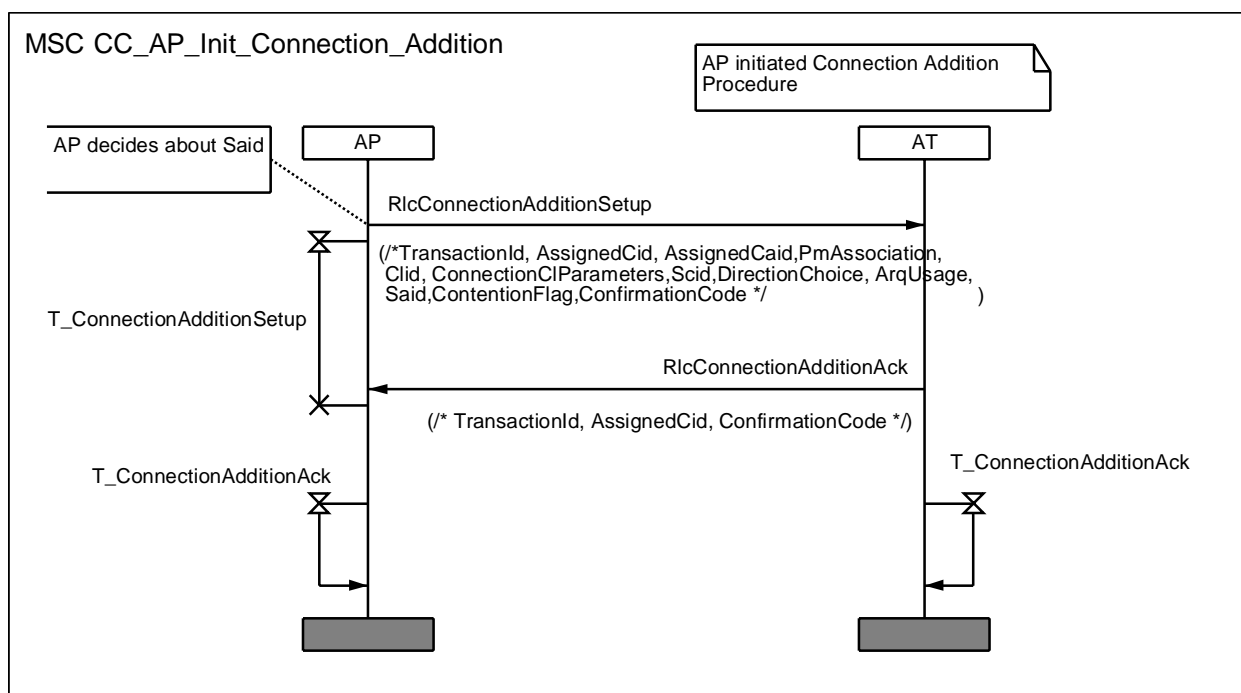 MSC CC_AP_Init_Connection_Addition
AP initiated Connection Addition
Procedure
AP decides about Said
AP
AT
RlcConnectionAdditionSetup
(/*TransactionId, AssignedCid, AssignedCaid,PmAssociation,
Clid, ConnectionClParameters,Scid,DirectionChoice, ArqUsage,
Said,ContentionFlag,ConfirmationCode */ )
T_ConnectionAdditionSetup
RlcConnectionAdditionAck
(/* TransactionId, AssignedCid, ConfirmationCode */)
T_ConnectionAdditionAck
T_ConnectionAdditionAck